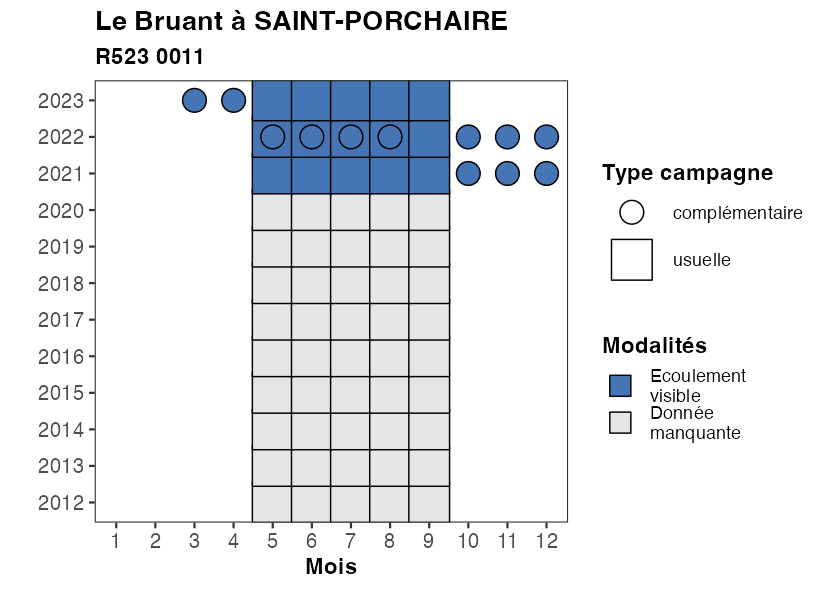 Le Bruant à SAINT-PORCHAIRE
R523 0011
2023
2022
2021
2020
2019
2018
2017
2016
2015
2014
2013
2012
1 2 3 4 5 6 7 8 9 10 11 12
Mois
Type campagne
complémentaire
usuelle
Modalités
Ecoulement
visible
Donnée
manquante